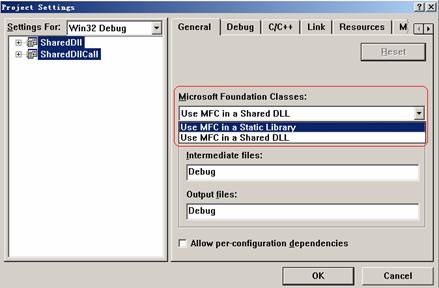 Project Settings
Settings For: Win32 Debug
General Debug C/C++ Link Resources M
SharedDll
SharedDllCall
Reset
Microsoft Foundation Classes:
Use MFC in a Shared DLL
Use MFC in a Static Library
Use MFC in a Shared DLL
Intermediate files:
Debug
Output files:
Debug
Allow per-configuration dependencies
OK Cancel